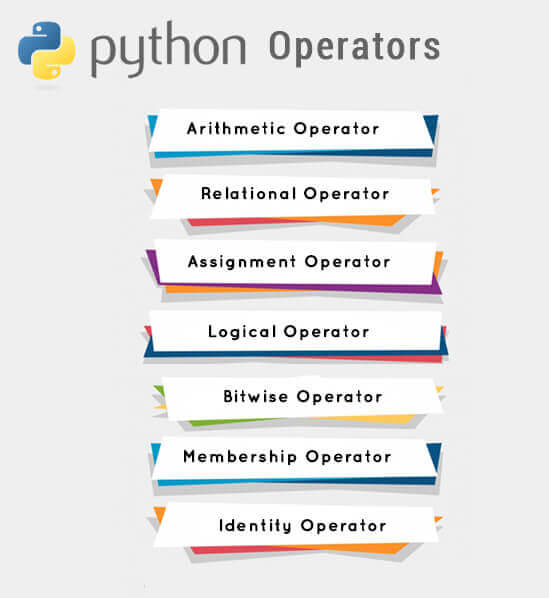 python Operators
Arithmetic Operator
Relational Operator
Assignment Operator
Logical Operator
Bitwise Operator
Membership Operator
Identity Operator